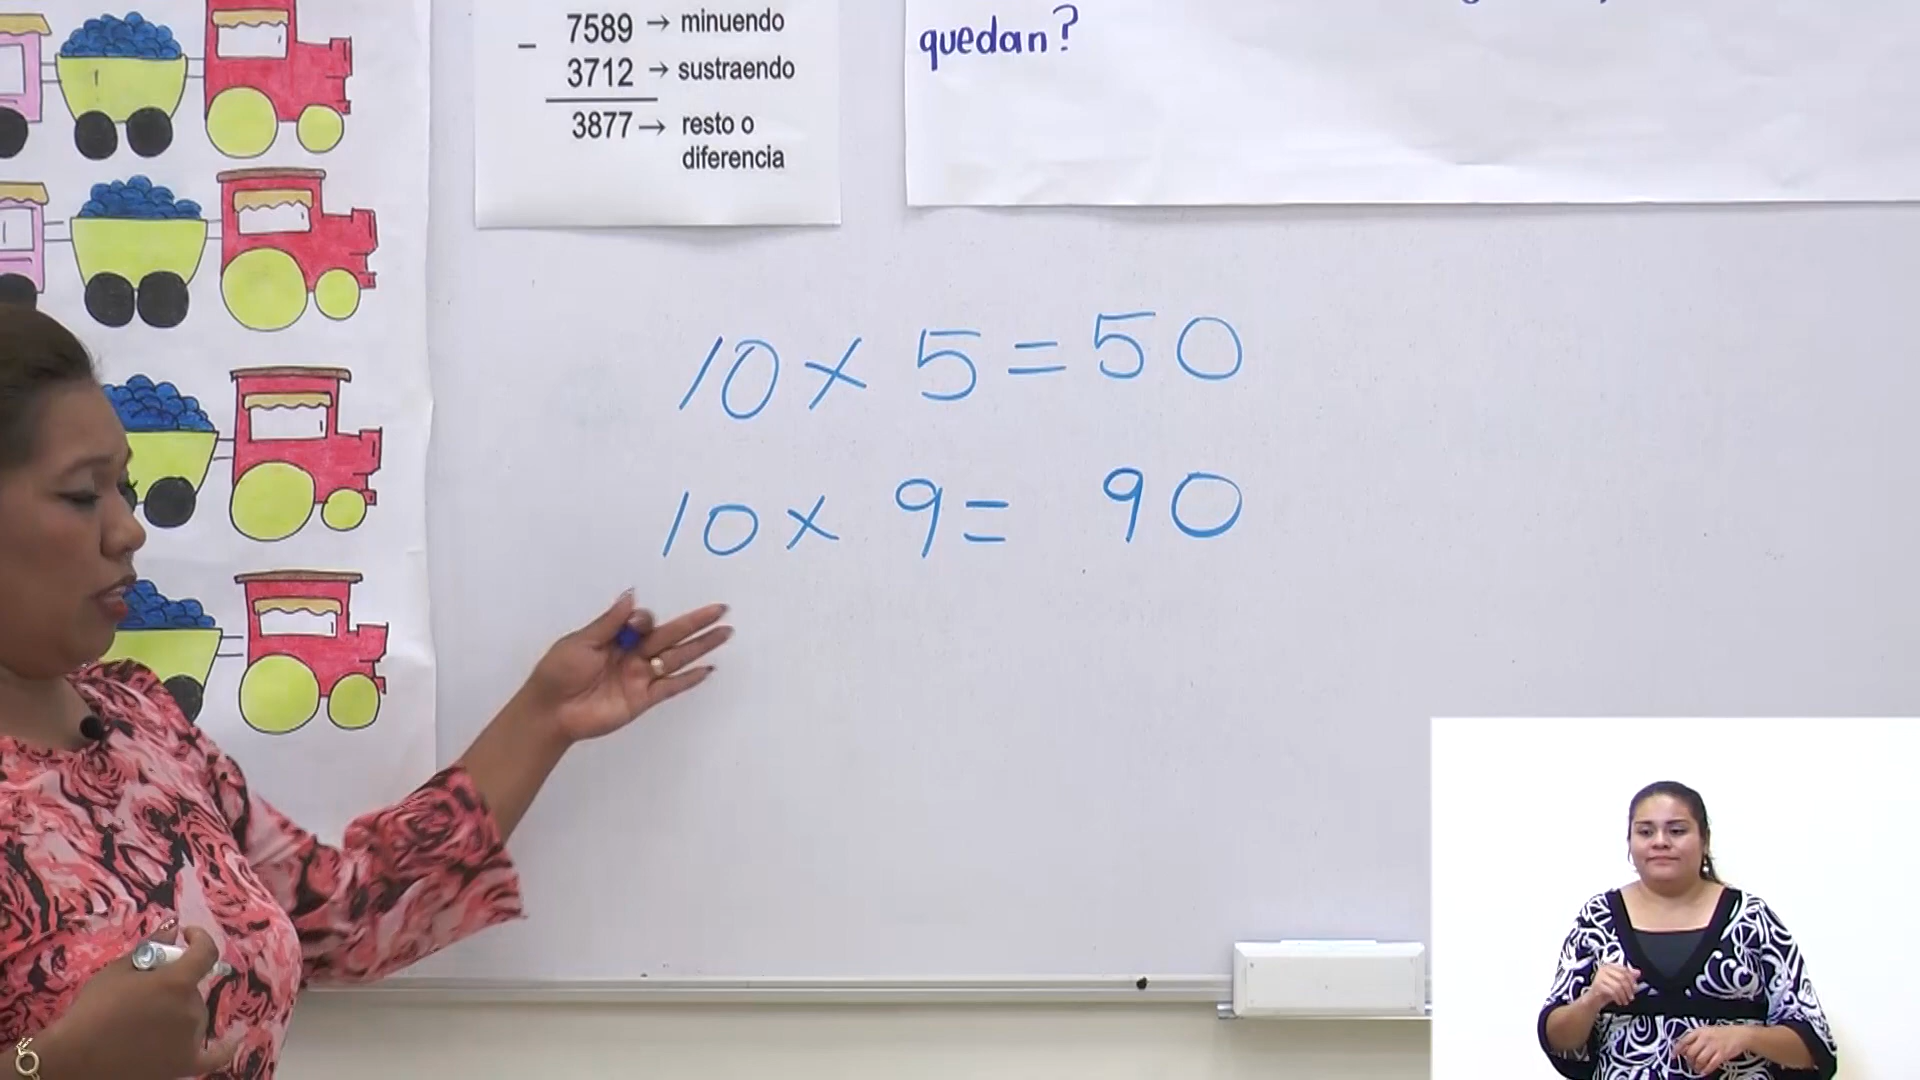 7589 → minuendo
- 3712 → sustraendo
3877 → resto o
diferencia
quedan?
10 x 5 = 50
10 x 9 = 90